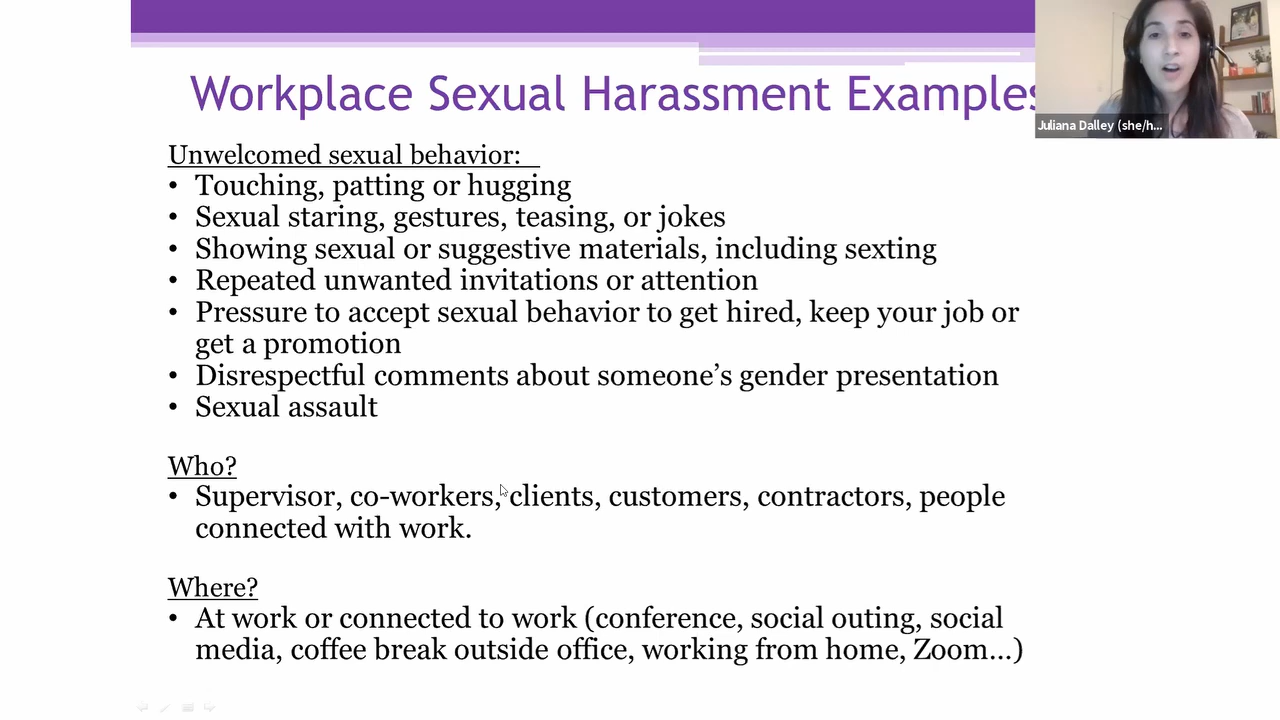 Workplace Sexual Harassment Examples
Juliana Dalley (she/h...
Unwelcomed sexual behavior:
• Touching, patting or hugging
• Sexual staring, gestures, teasing, or jokes
• Showing sexual or suggestive materials, including sexting
• Repeated unwanted invitations or attention
• Pressure to accept sexual behavior to get hired, keep your job or
get a promotion
• Disrespectful comments about someone’s gender presentation
• Sexual assault
Who?
• Supervisor, co-workers, clients, customers, contractors, people
connected with work.
Where?
• At work or connected to work (conference, social outing, social
media, coffee break outside office, working from home, Zoom…)